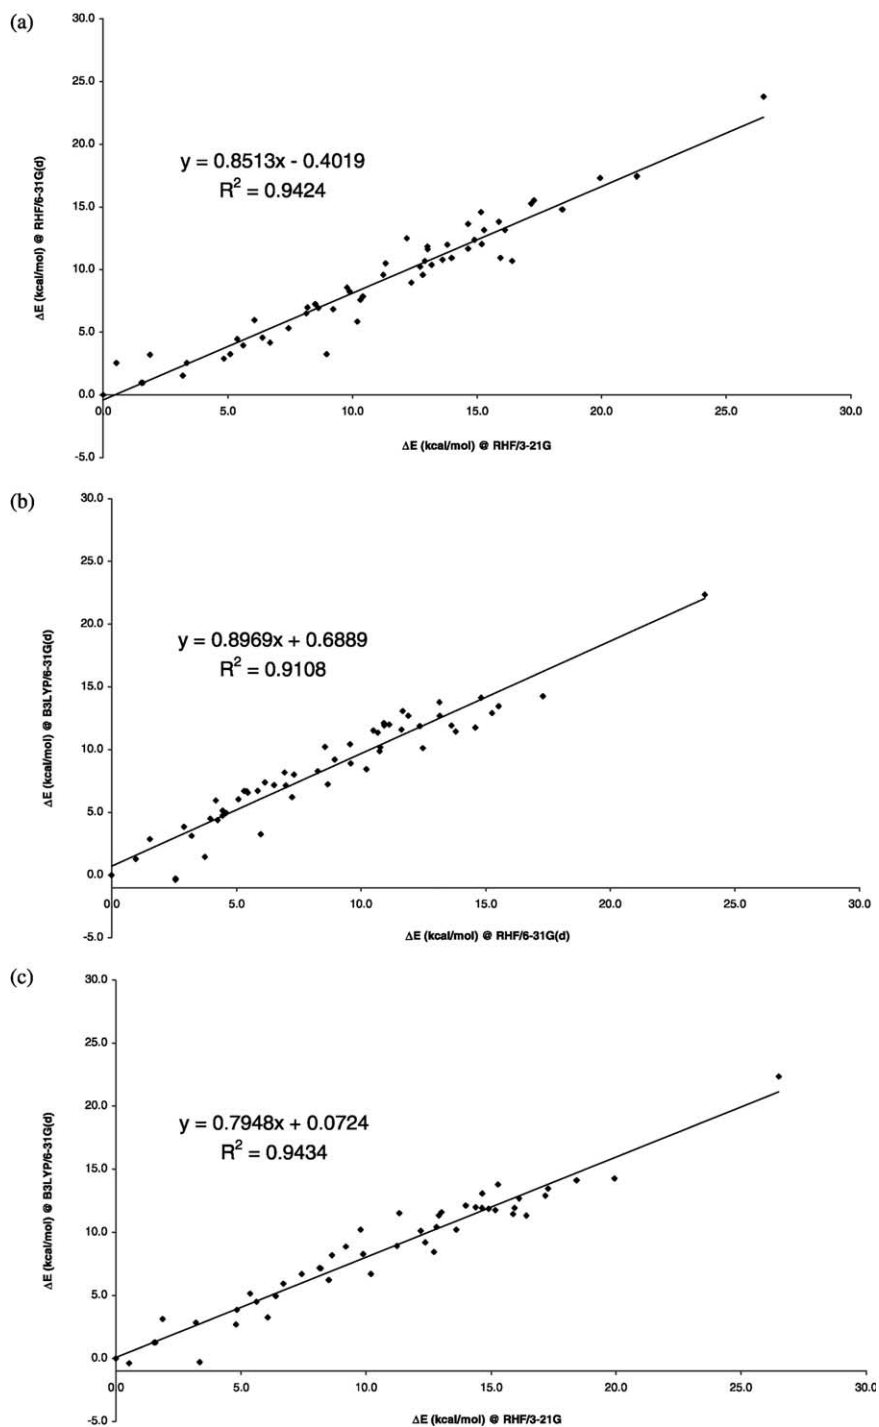 (a)
30.0
25.0
20.0
15.0
10.0
5.0
0.0
-5.0
ΔE (kcal/mol) @ RHF/6-31G(d)
y = 0.8513x - 0.4019
R² = 0.9424
0.0 5.0 10.0 15.0 20.0 25.0 30.0
ΔE (kcal/mol) @ RHF/3-21G
(b)
30.0
25.0
20.0
15.0
10.0
5.0
0.0
-5.0
ΔE (kcal/mol) @ B3LYP/6-31G(d)
y = 0.8969x + 0.6889
R² = 0.9108
0.0 5.0 10.0 15.0 20.0 25.0 30.0
ΔE (kcal/mol) @ RHF/6-31G(d)
(c)
30.0
25.0
20.0
15.0
10.0
5.0
0.0
-5.0
ΔE (kcal/mol) @ B3LYP/6-31G(d)
y = 0.7948x + 0.0724
R² = 0.9434
0.0 5.0 10.0 15.0 20.0 25.0 30.0
ΔE (kcal/mol) @ RHF/3-21G